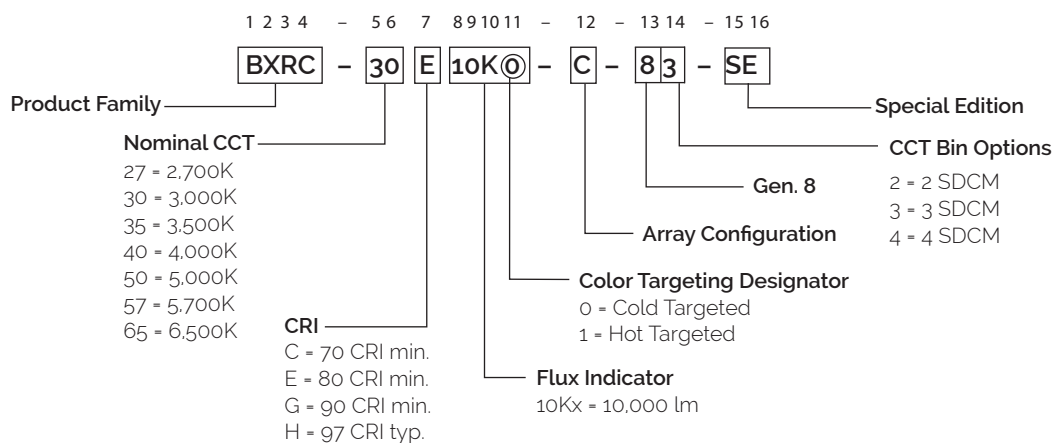 1 2 3 4 – 5 6 7 8 9 10 11 – 12 – 13 14 – 15 16
BXRC – 30 E 10K0 – C – 8 3 – SE
Product Family
Special Edition
Nominal CCT
27 = 2,700K
30 = 3,000K
35 = 3,500K
40 = 4,000K
50 = 5,000K
57 = 5,700K
65 = 6,500K
CCT Bin Options
2 = 2 SDCM
3 = 3 SDCM
4 = 4 SDCM
Gen. 8
Array Configuration
Color Targeting Designator
0 = Cold Targeted
1 = Hot Targeted
CRI
C = 70 CRI min.
E = 80 CRI min.
G = 90 CRI min.
H = 97 CRI typ.
Flux Indicator
10Kx = 10,000 lm